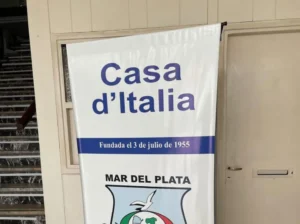 Casa
d'Italia
Fundada el 3 de julio de 1955
MAR DEL PLATA